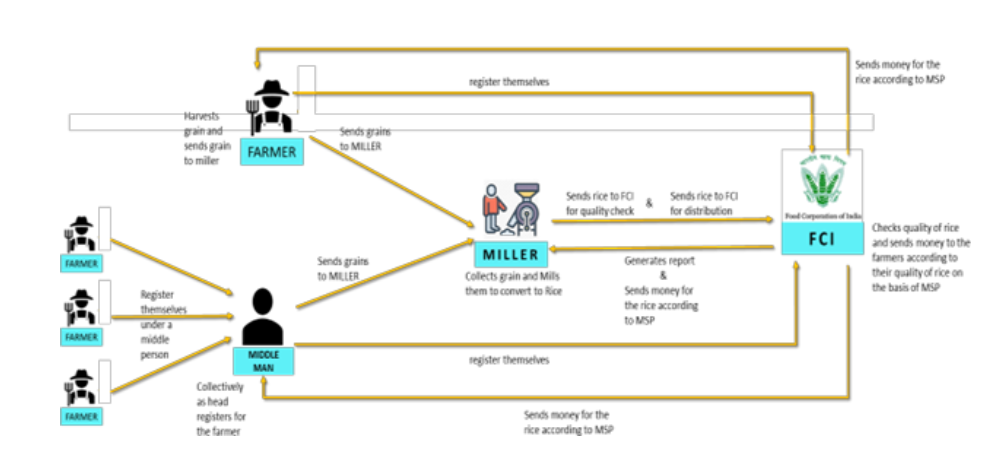 Sends money for the
rice according to MSP
register themselves
Harvests
grain and
sends grain
to miller
FARMER
Sends grains
to MILLER
Sends rice to FCI
for quality check
&
Sends rice to FCI
for distribution
Food Corporation of India
FCI
MILLER
Collects grain and Mills
them to convert to Rice
Generates report
&
Sends money for
the rice according
to MSP
Checks quality of rice
and sends money to the
farmers according to
their quality of rice on
the basis of MSP
FARMER
FARMER
FARMER
Register
themselves
under a
middle
person
Sends grains
to MILLER
MIDDLE
MAN
Collectively
as head
registers for
the farmer
register themselves
Sends money for the
rice according to MSP